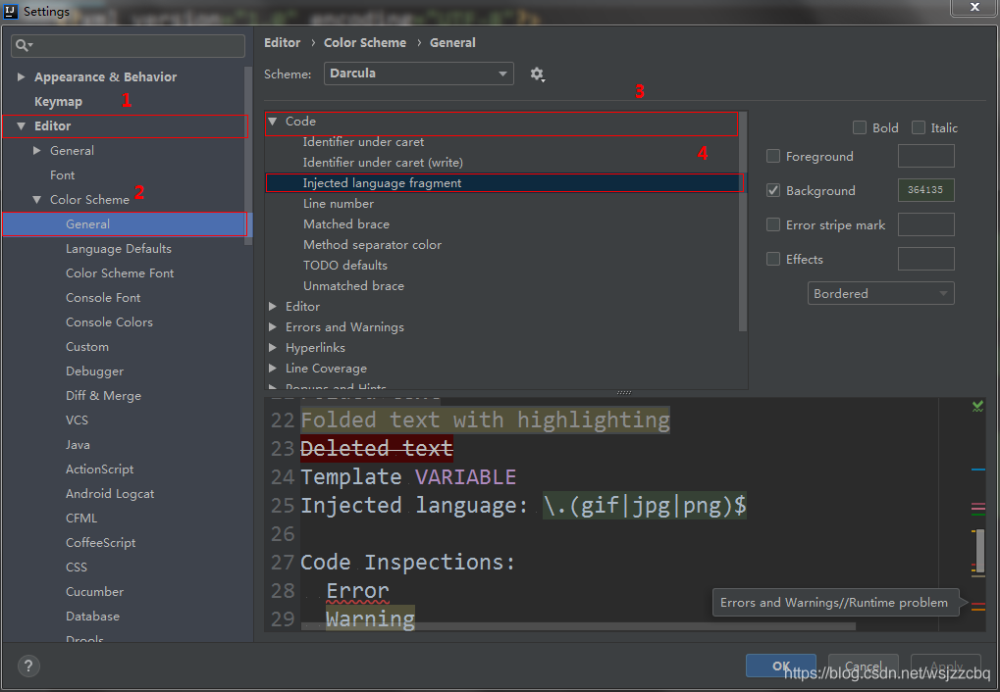 Settings
Editor › Color Scheme › General
Scheme: Darcula
Appearance & Behavior
Keymap
1
Editor
General
Font
Color Scheme
2
General
Language Defaults
Color Scheme Font
Console Font
Console Colors
Custom
Debugger
Diff & Merge
VCS
Java
ActionScript
Android Logcat
CFML
CoffeeScript
CSS
Cucumber
Database
Drools
3
Code
4
Identifier under caret
Identifier under caret (write)
Injected language fragment
Line number
Matched brace
Method separator color
TODO defaults
Unmatched brace
Editor
Errors and Warnings
Hyperlinks
Line Coverage
Popups and Hints
Bold Italic
Foreground
Background 364135
Error stripe mark
Effects
Bordered
22 Folded text with highlighting
23 Deleted text
24 Template VARIABLE
25 Injected language: \.(gif|jpg|png)$
26
27 Code Inspections:
28 Error
29 Warning
Errors and Warnings//Runtime problem
?
OK Cancel Apply
https://blog.csdn.net/wsjzzcbq